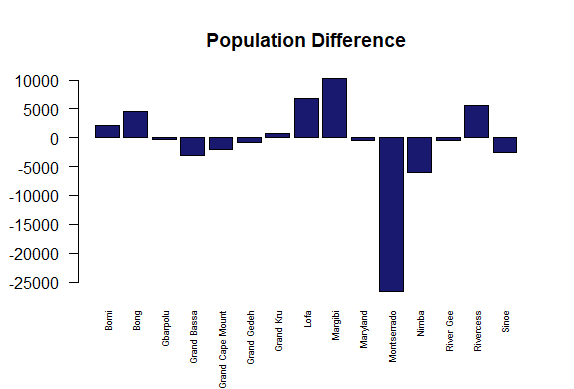 Population Difference
10000
5000
0
-5000
-10000
-15000
-20000
-25000
Bomi
Bong
Gbarpolu
Grand Bassa
Grand Cape Mount
Grand Gedeh
Grand Kru
Lofa
Margibi
Maryland
Montserrado
Nimba
River Gee
Rivercess
Sinoe